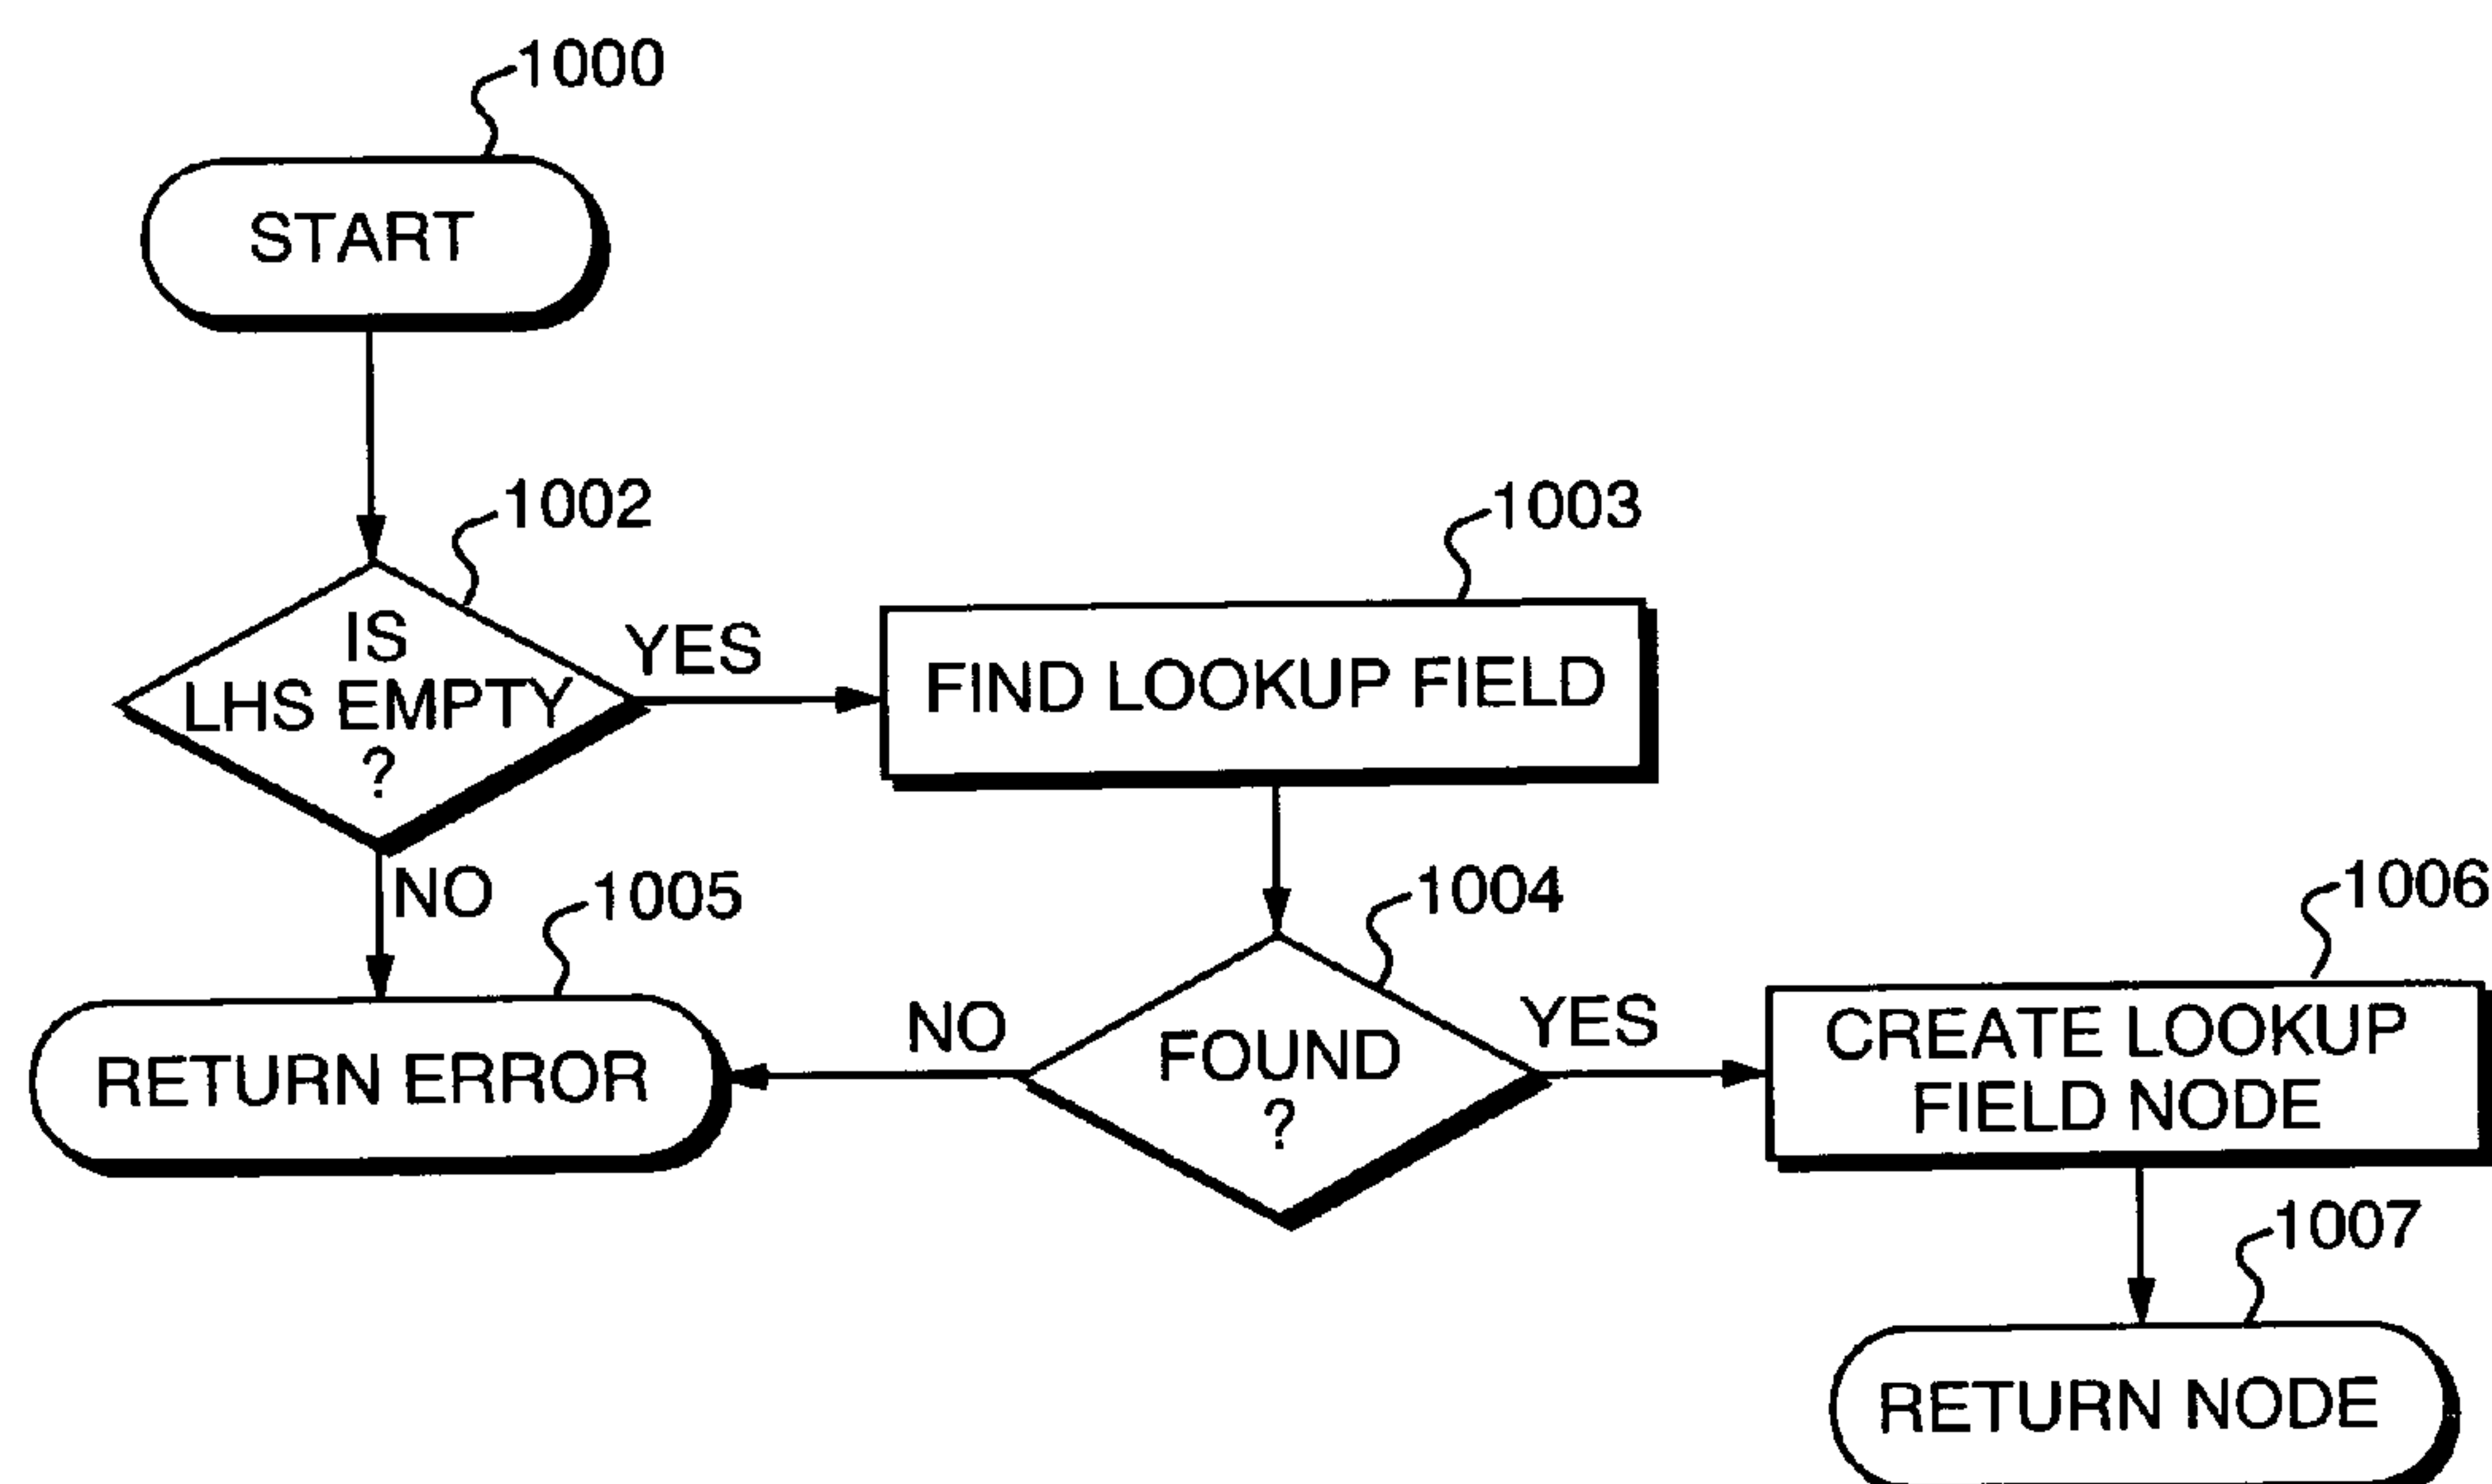 1000
START
1002
IS
LHS EMPTY
?
YES
1003
FIND LOOKUP FIELD
NO
1005
RETURN ERROR
1004
FOUND
?
NO
YES
1006
CREATE LOOKUP
FIELD NODE
1007
RETURN NODE